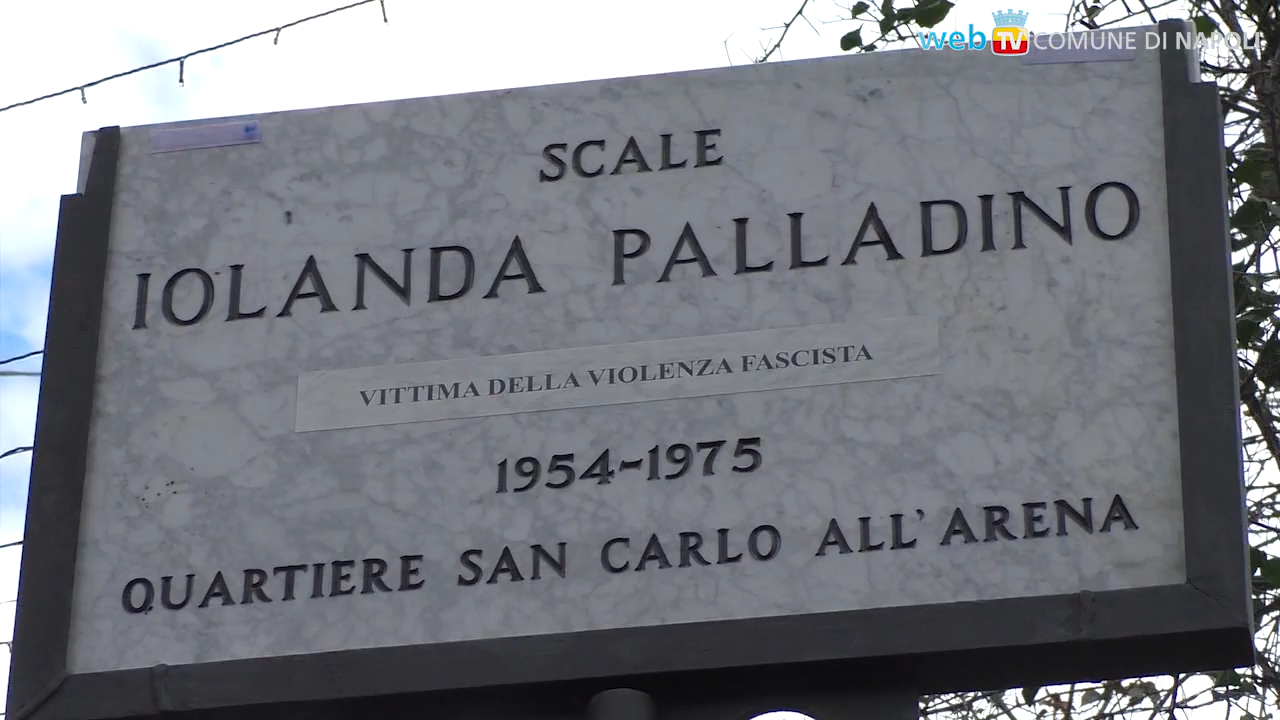 web TV COMUNE DI NAPOLI
SCALE
IOLANDA PALLADINO
VITTIMA DELLA VIOLENZA FASCISTA
1954-1975
QUARTIERE SAN CARLO ALL'ARENA